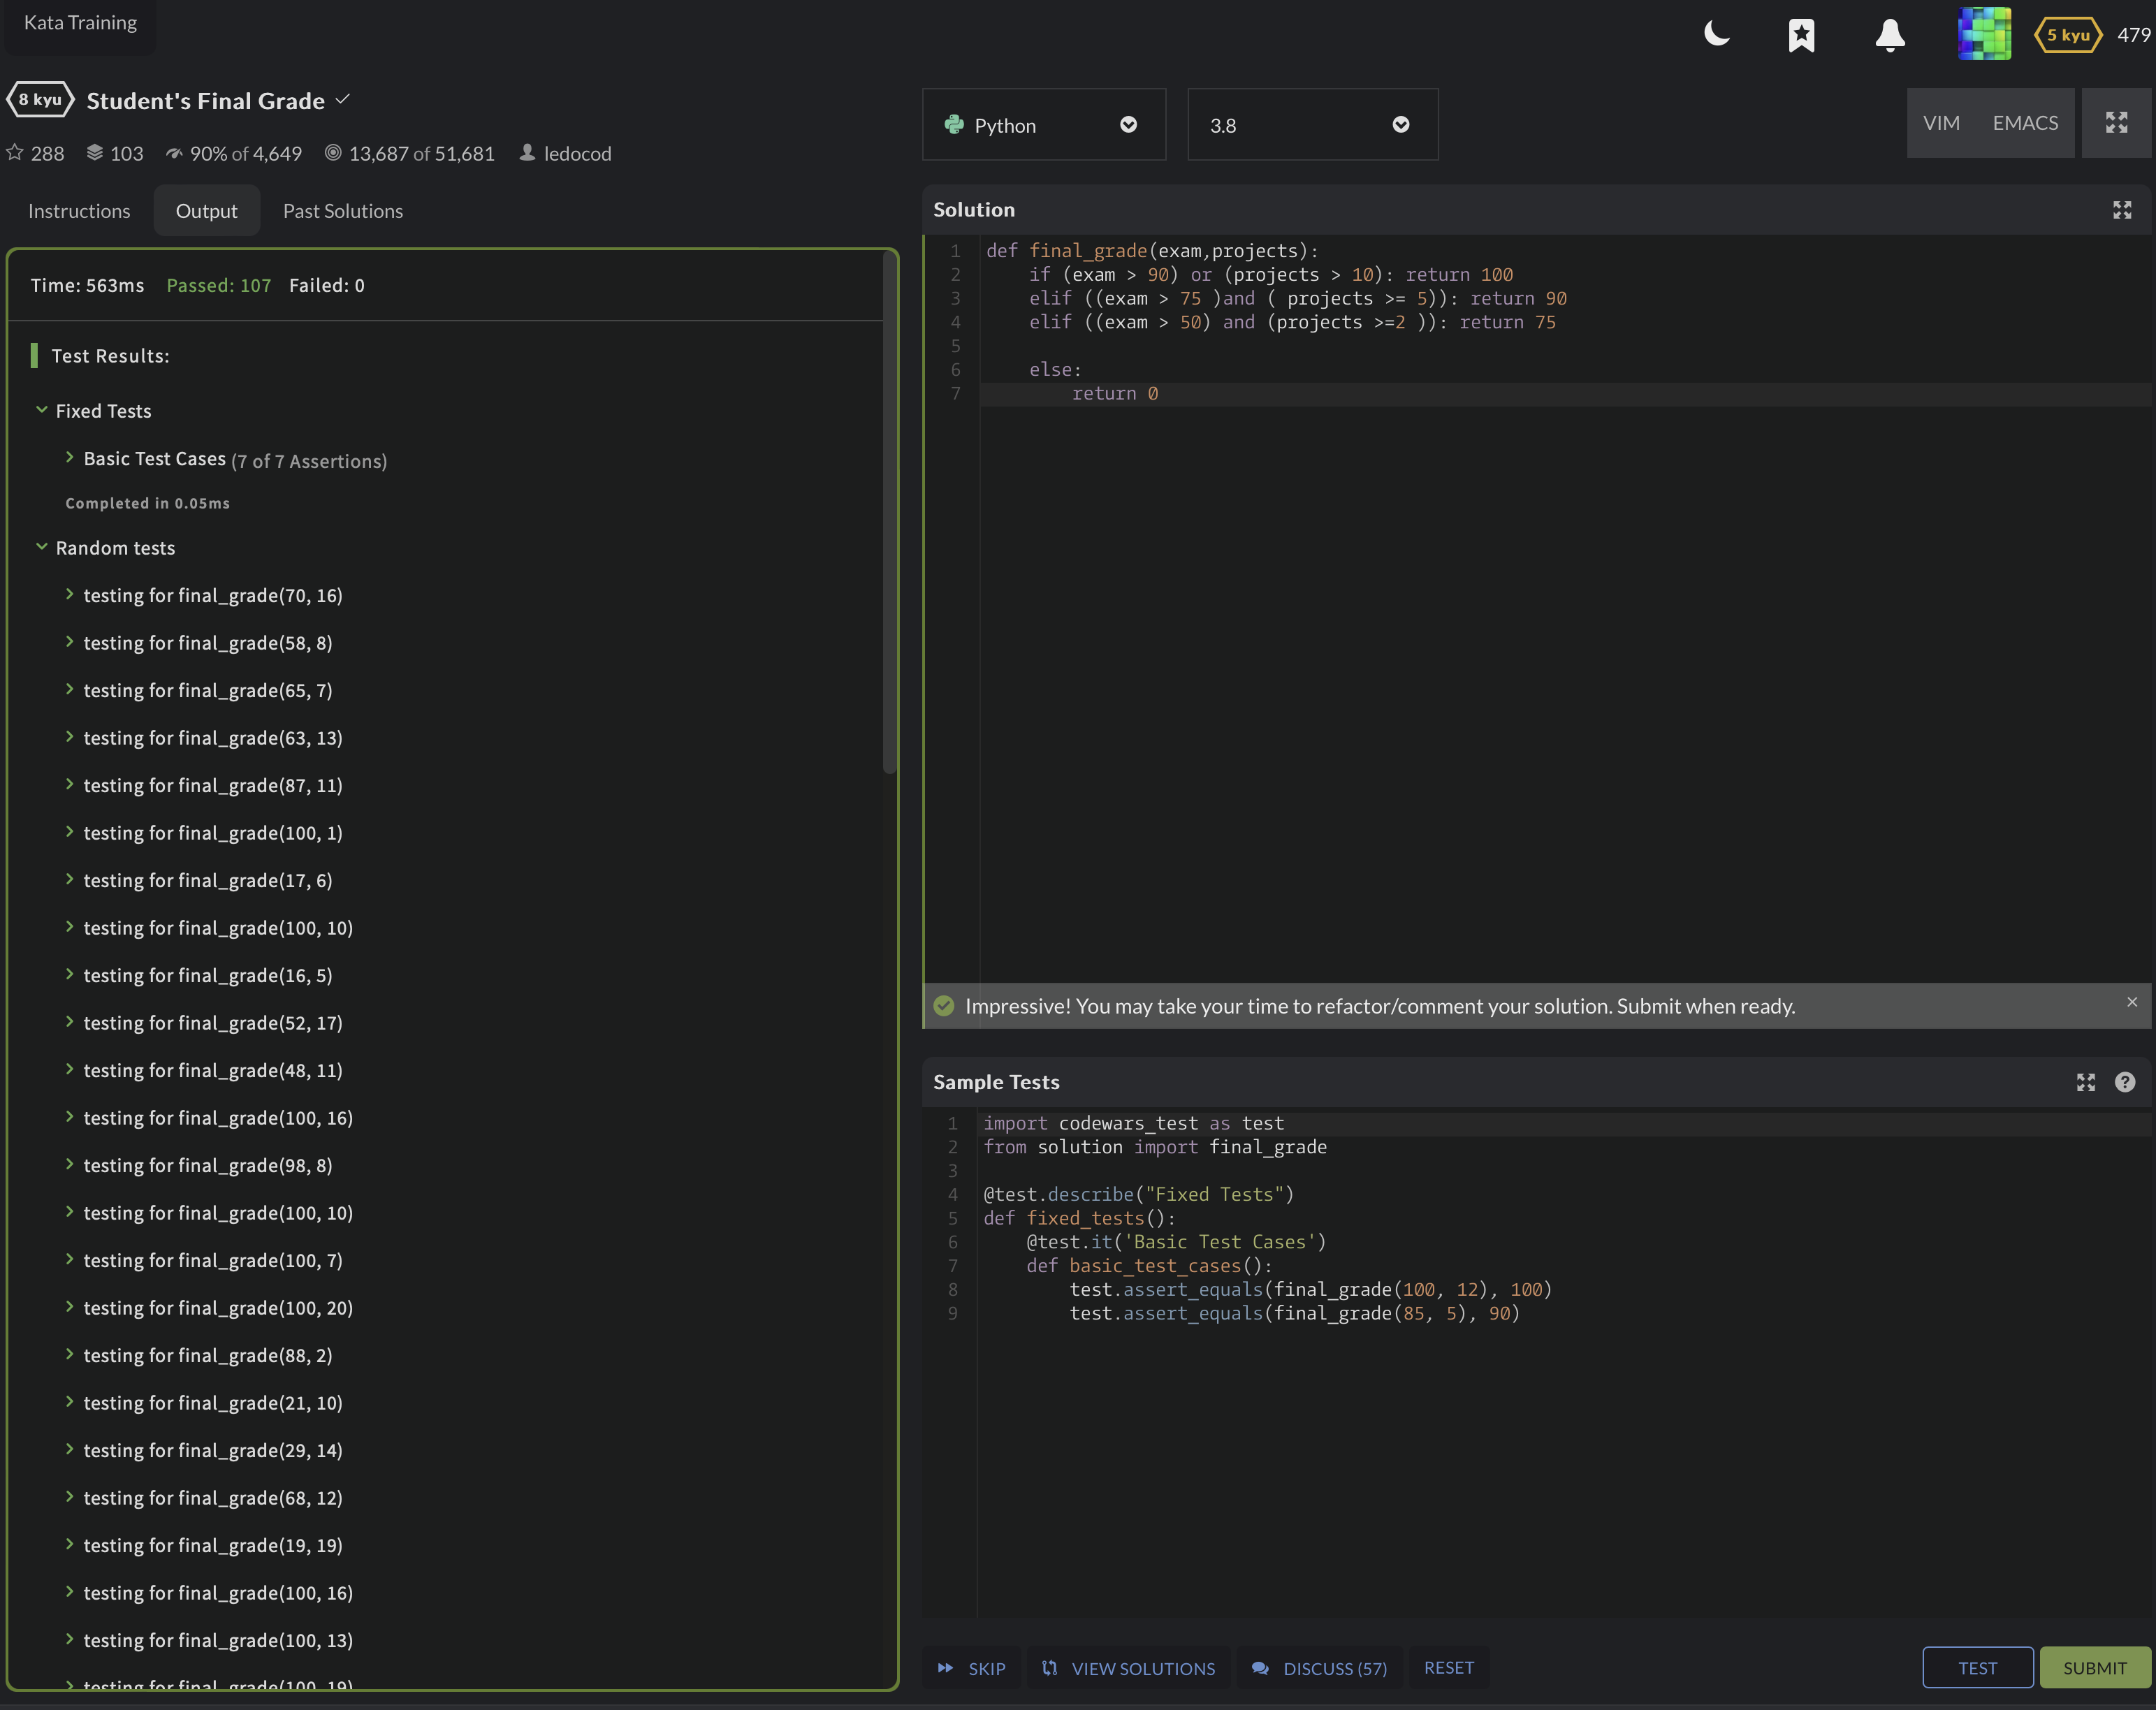 Kata Training
5 kyu 479
8 kyu Student's Final Grade
288 103 90% of 4,649 13,687 of 51,681 ledocod
Instructions Output Past Solutions
Time: 563ms Passed: 107 Failed: 0
Test Results:
Fixed Tests
Basic Test Cases (7 of 7 Assertions)
Completed in 0.05ms
Random tests
testing for final_grade(70, 16)
testing for final_grade(58, 8)
testing for final_grade(65, 7)
testing for final_grade(63, 13)
testing for final_grade(87, 11)
testing for final_grade(100, 1)
testing for final_grade(17, 6)
testing for final_grade(100, 10)
testing for final_grade(16, 5)
testing for final_grade(52, 17)
testing for final_grade(48, 11)
testing for final_grade(100, 16)
testing for final_grade(98, 8)
testing for final_grade(100, 10)
testing for final_grade(100, 7)
testing for final_grade(100, 20)
testing for final_grade(88, 2)
testing for final_grade(21, 10)
testing for final_grade(29, 14)
testing for final_grade(68, 12)
testing for final_grade(19, 19)
testing for final_grade(100, 16)
testing for final_grade(100, 13)
testing for final_grade(100, 19)
Python 3.8 VIM EMACS
Solution
1 def final_grade(exam,projects):
2     if (exam > 90) or (projects > 10): return 100
3     elif ((exam > 75 )and ( projects >= 5)): return 90
4     elif ((exam > 50) and (projects >=2 )): return 75
5
6     else:
7         return 0
Impressive! You may take your time to refactor/comment your solution. Submit when ready. ×
Sample Tests ?
1 import codewars_test as test
2 from solution import final_grade
3
4 @test.describe("Fixed Tests")
5 def fixed_tests():
6     @test.it('Basic Test Cases')
7     def basic_test_cases():
8         test.assert_equals(final_grade(100, 12), 100)
9         test.assert_equals(final_grade(85, 5), 90)
SKIP VIEW SOLUTIONS DISCUSS (57) RESET TEST SUBMIT